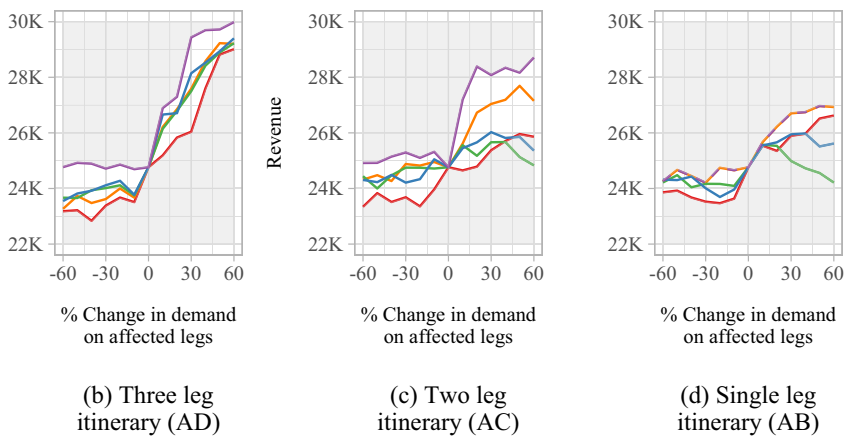 30K
28K
26K
24K
22K
-60 -30 0 30 60
% Change in demand
on affected legs
(b) Three leg
itinerary (AD)
Revenue
30K
28K
26K
24K
22K
-60 -30 0 30 60
% Change in demand
on affected legs
(c) Two leg
itinerary (AC)
30K
28K
26K
24K
22K
-60 -30 0 30 60
% Change in demand
on affected legs
(d) Single leg
itinerary (AB)